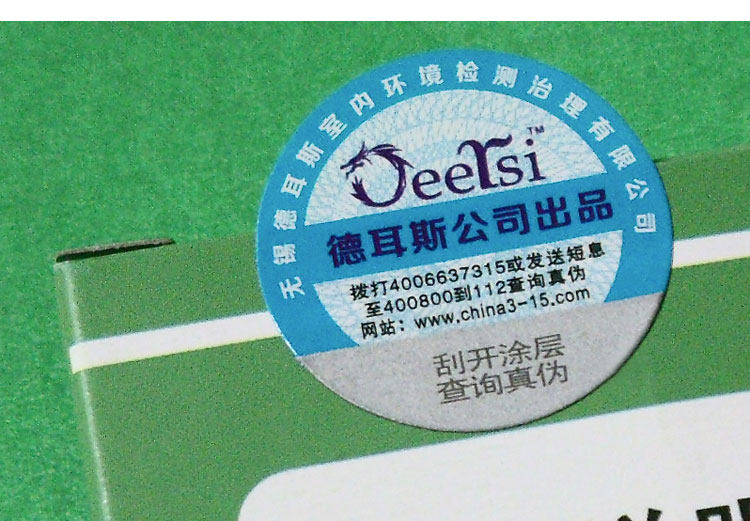 无锡德耳斯室内环境检测治理有限公司
Deersi™
德耳斯公司出品
拨打4006637315或发送短息
至400800到112查询真伪
网站：www.china3-15.com
刮开涂层
查询真伪